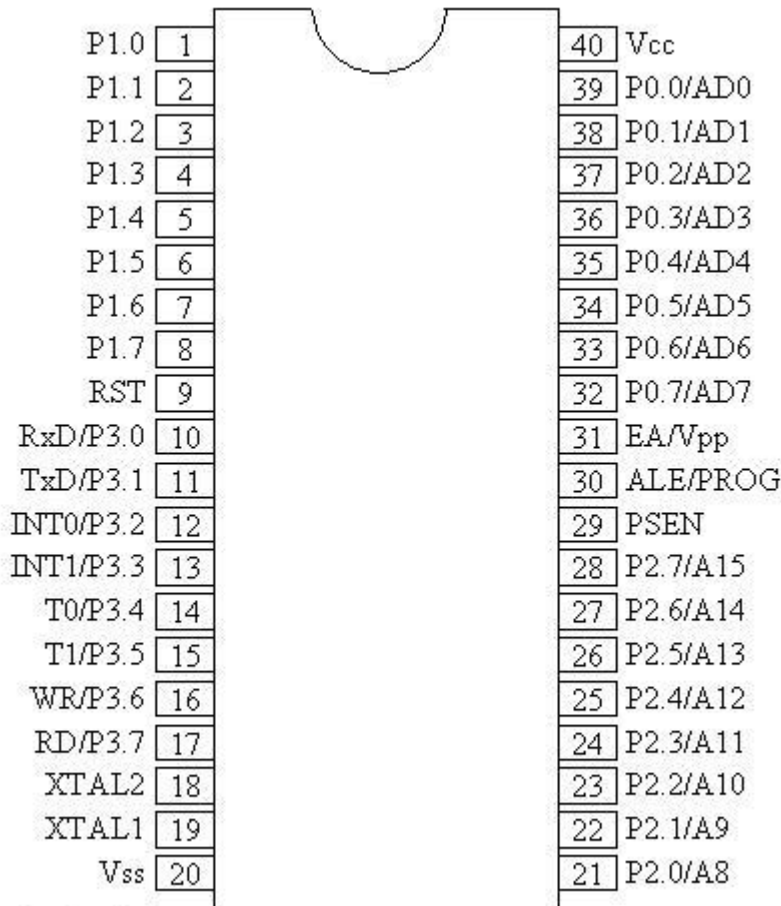 P1.0 1 40 Vcc
P1.1 2 39 P0.0/AD0
P1.2 3 38 P0.1/AD1
P1.3 4 37 P0.2/AD2
P1.4 5 36 P0.3/AD3
P1.5 6 35 P0.4/AD4
P1.6 7 34 P0.5/AD5
P1.7 8 33 P0.6/AD6
RST 9 32 P0.7/AD7
RxD/P3.0 10 31 EA/Vpp
TxD/P3.1 11 30 ALE/PROG
INT0/P3.2 12 29 PSEN
INT1/P3.3 13 28 P2.7/A15
T0/P3.4 14 27 P2.6/A14
T1/P3.5 15 26 P2.5/A13
WR/P3.6 16 25 P2.4/A12
RD/P3.7 17 24 P2.3/A11
XTAL2 18 23 P2.2/A10
XTAL1 19 22 P2.1/A9
Vss 20 21 P2.0/A8